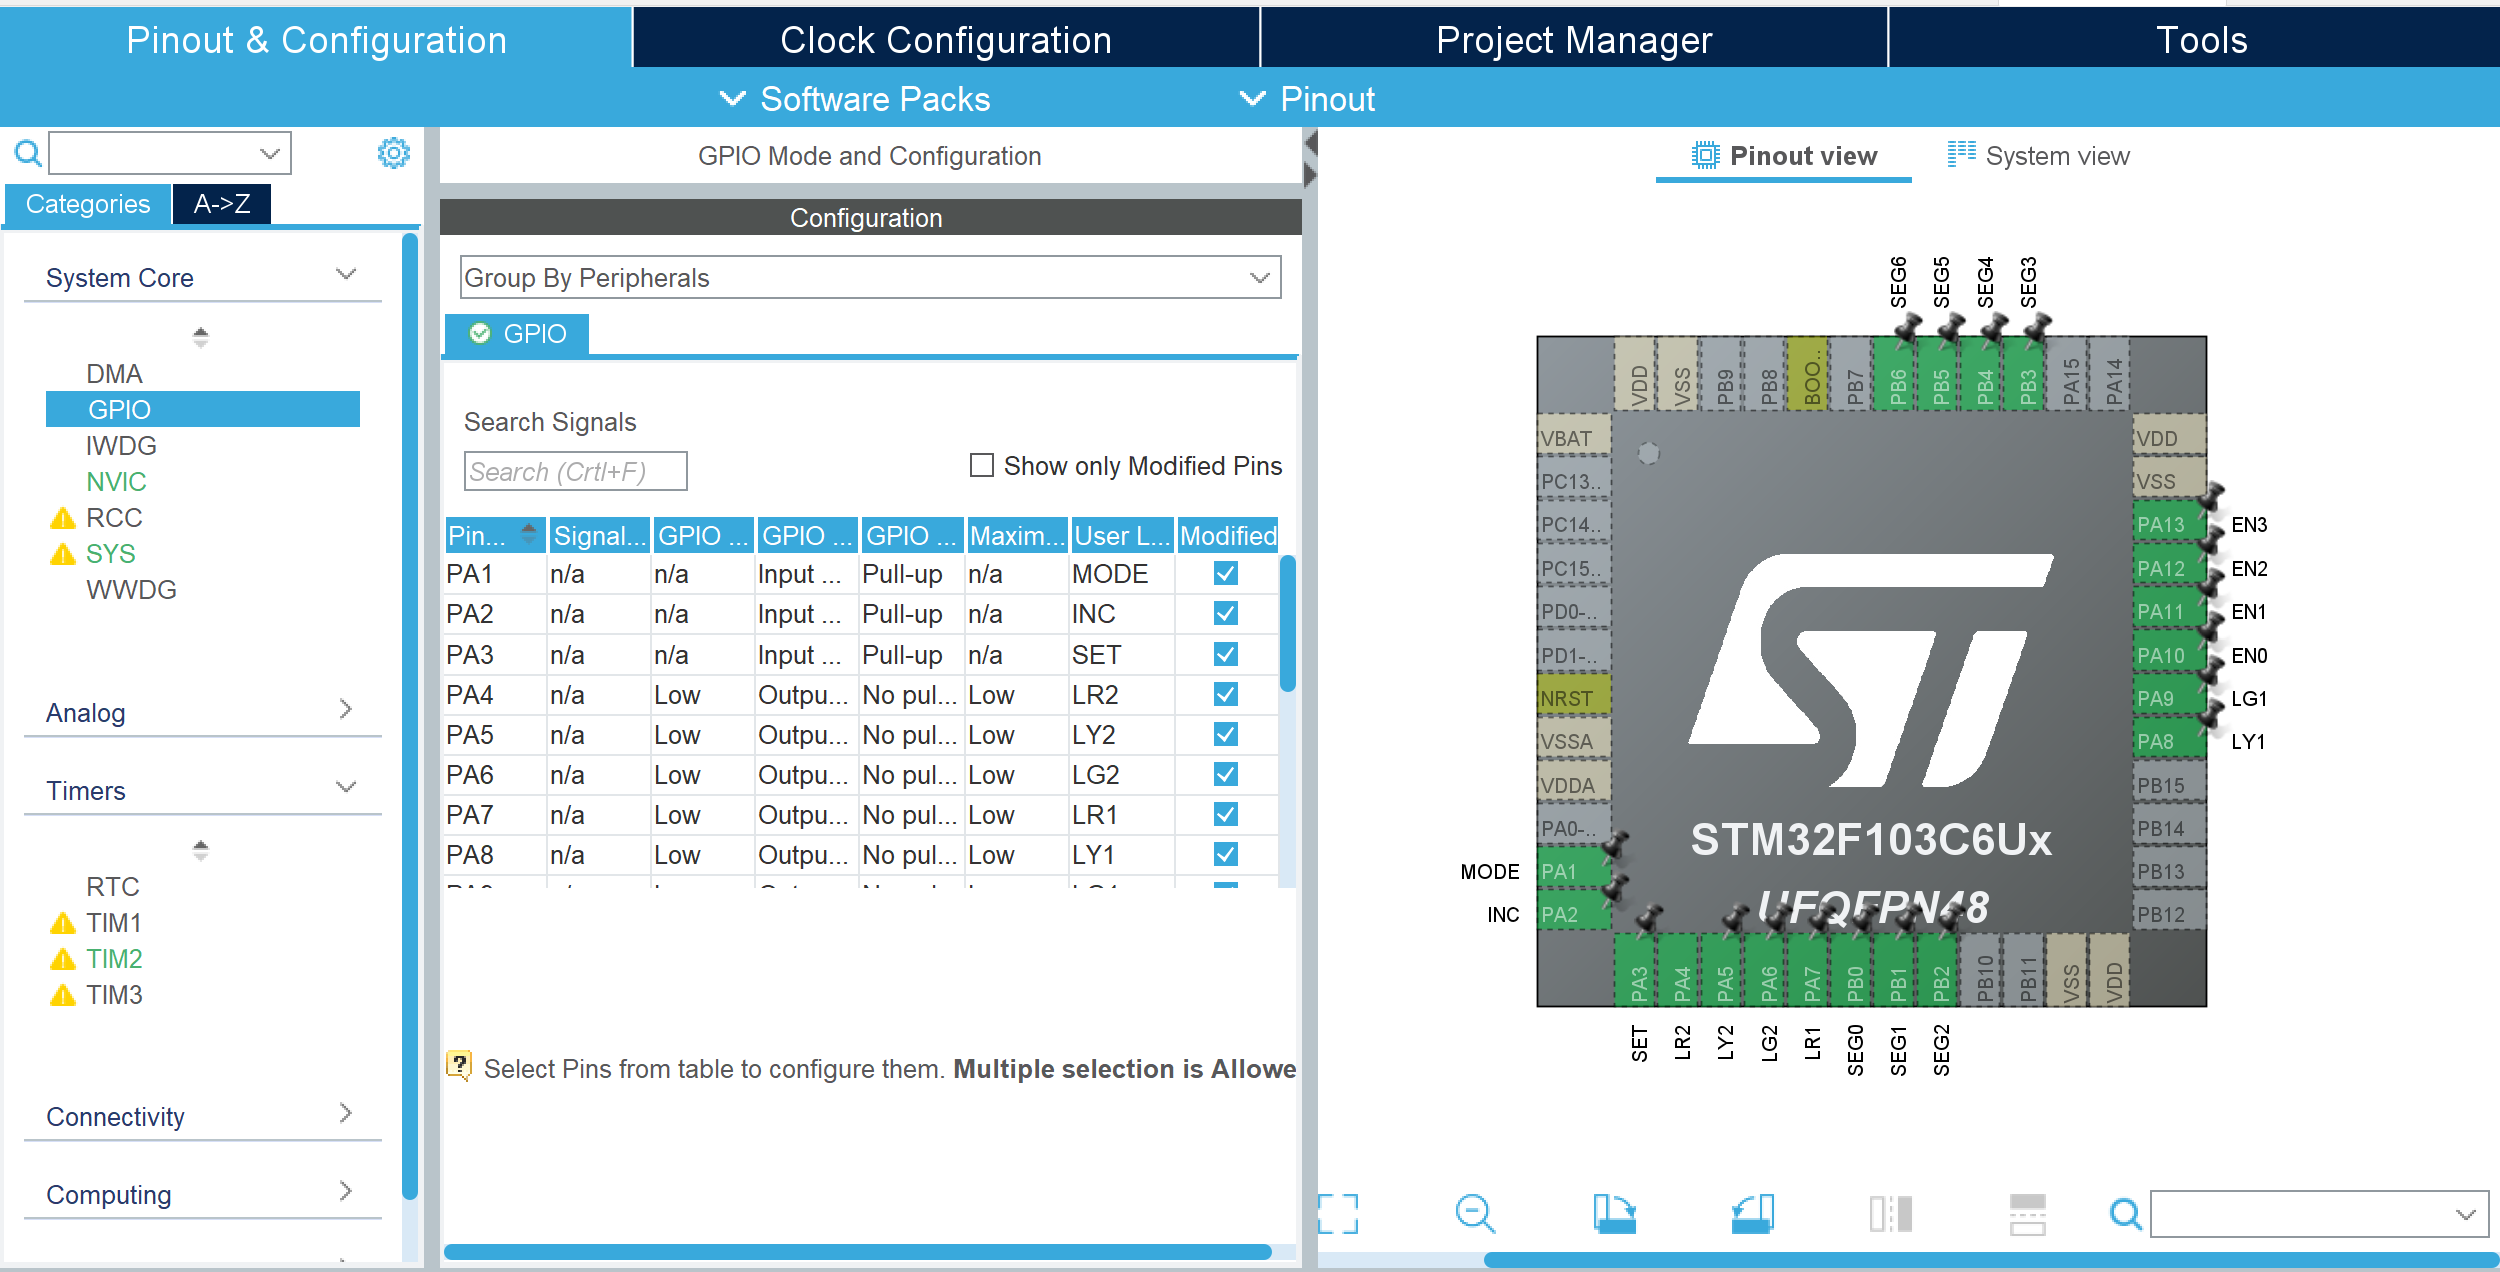 Pinout & Configuration
Clock Configuration
Project Manager
Tools
Software Packs
Pinout
Categories
A->Z
System Core
DMA
GPIO
IWDG
NVIC
RCC
SYS
WWDG
Analog
Timers
RTC
TIM1
TIM2
TIM3
Connectivity
Computing
GPIO Mode and Configuration
Configuration
Group By Peripherals
GPIO
Search Signals
Search (Crtl+F)
Show only Modified Pins
Pin... Signal... GPIO ... GPIO ... GPIO ... Maxim... User L... Modified
PA1 n/a n/a Input ... Pull-up n/a MODE
PA2 n/a n/a Input ... Pull-up n/a INC
PA3 n/a n/a Input ... Pull-up n/a SET
PA4 n/a Low Outpu... No pul... Low LR2
PA5 n/a Low Outpu... No pul... Low LY2
PA6 n/a Low Outpu... No pul... Low LG2
PA7 n/a Low Outpu... No pul... Low LR1
PA8 n/a Low Outpu... No pul... Low LY1
Select Pins from table to configure them. Multiple selection is Allowe
Pinout view
System view
SEG6
SEG5
SEG4
SEG3
VDD
VSS
PB9
PB8
BOO..
PB7
PB6
PB5
PB4
PB3
PA15
PA14
VBAT
PC13..
PC14..
PC15..
PD0-..
PD1-..
NRST
VSSA
VDDA
PA0-..
MODE PA1
INC PA2
VDD
VSS
PA13 EN3
PA12 EN2
PA11 EN1
PA10 EN0
PA9 LG1
PA8 LY1
PB15
PB14
PB13
PB12
ST
STM32F103C6Ux
UFQFPN48
PA3
PA4
PA5
PA6
PA7
PB0
PB1
PB2
PB10
PB11
VSS
VDD
SET
LR2
LY2
LG2
LR1
SEG0
SEG1
SEG2